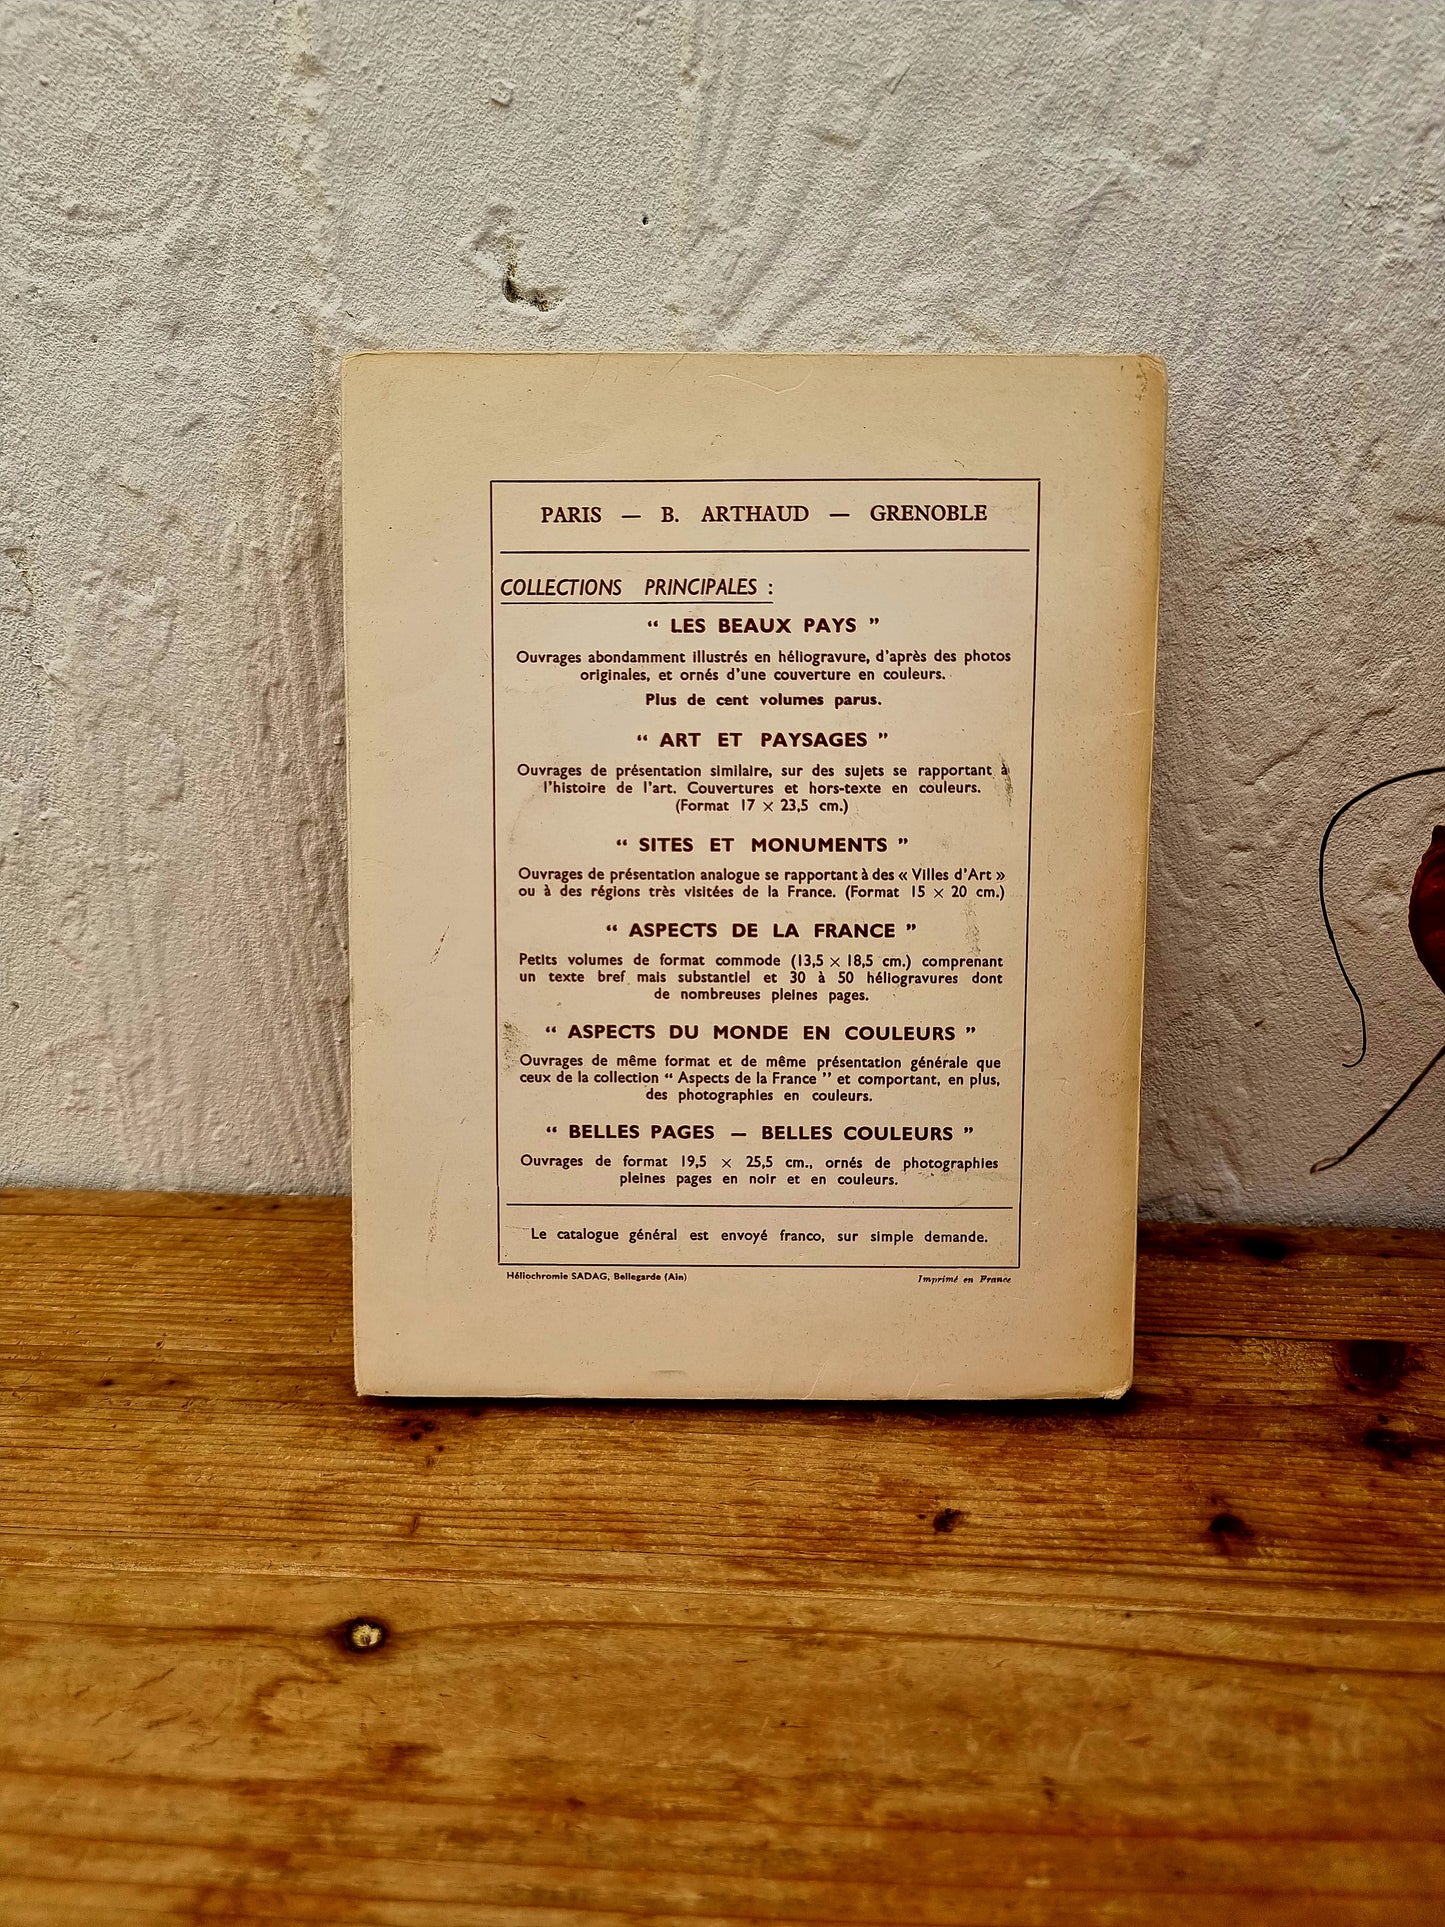 PARIS — B. ARTHAUD — GRENOBLE
COLLECTIONS PRINCIPALES :
“ LES BEAUX PAYS ”
Ouvrages abondamment illustrés en héliogravure, d’après des photos
originales, et ornés d’une couverture en couleurs.
Plus de cent volumes parus.
“ ART ET PAYSAGES ”
Ouvrages de présentation similaire, sur des sujets se rapportant à
l’histoire de l’art. Couvertures et hors-texte en couleurs.
(Format 17 × 23,5 cm.)
“ SITES ET MONUMENTS ”
Ouvrages de présentation analogue se rapportant à des « Villes d’Art »
ou à des régions très visitées de la France. (Format 15 × 20 cm.)
“ ASPECTS DE LA FRANCE ”
Petits volumes de format commode (13,5 × 18,5 cm.) comprenant
un texte bref mais substantiel et 30 à 50 héliogravures dont
de nombreuses pleines pages.
“ ASPECTS DU MONDE EN COULEURS ”
Ouvrages de même format et de même présentation générale que
ceux de la collection “ Aspects de la France ” et comportant, en plus,
des photographies en couleurs.
“ BELLES PAGES — BELLES COULEURS ”
Ouvrages de format 19,5 × 25,5 cm., ornés de photographies
pleines pages en noir et en couleurs.
Le catalogue général est envoyé franco, sur simple demande.
Héliochromie SADAG, Bellegarde (Ain)
Imprimé en France